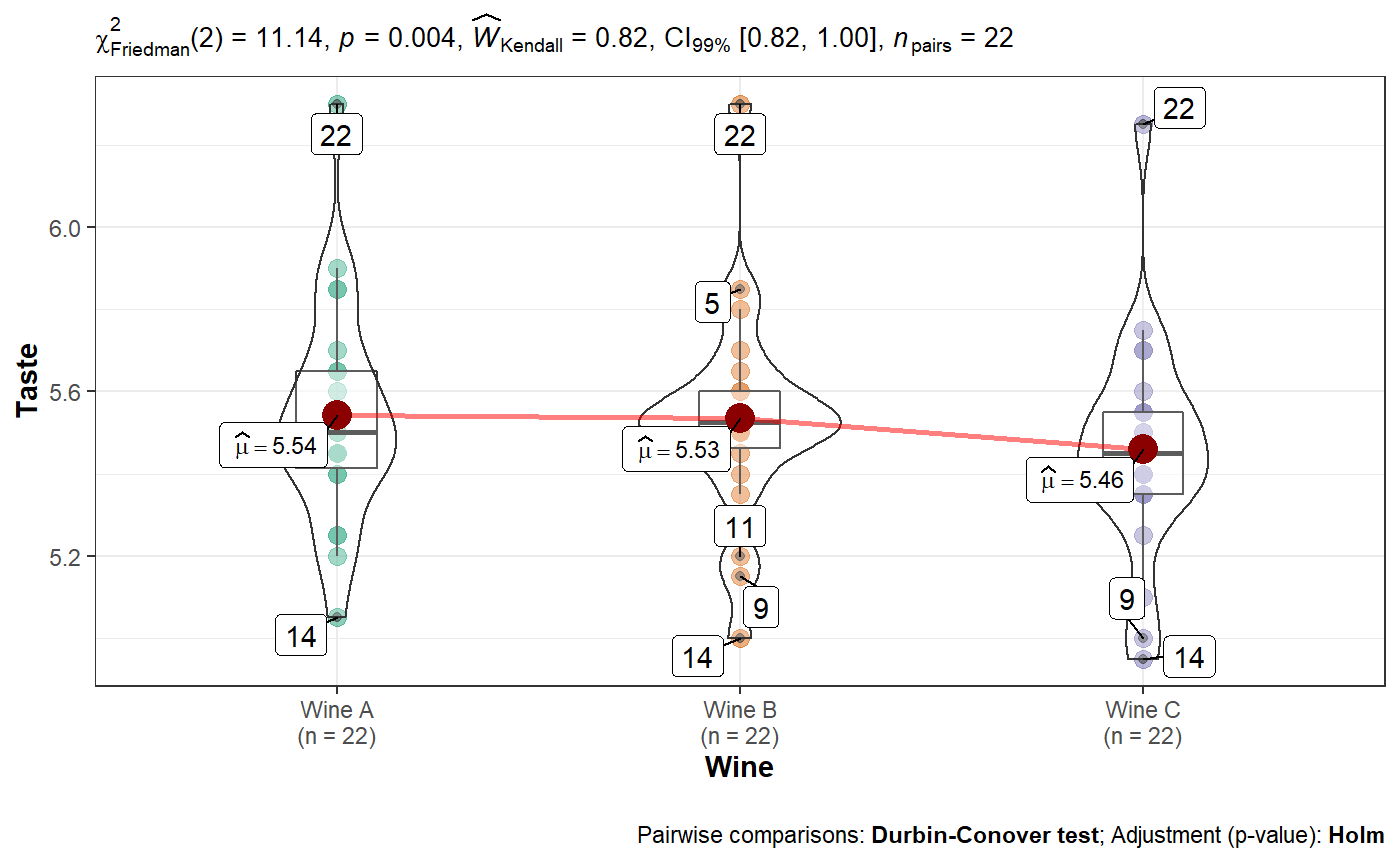 χ²Friedman(2) = 11.14, p = 0.004, ŴKendall = 0.82, CI99% [0.82, 1.00], npairs = 22
Taste
6.0
5.6
5.2
22
22
22
5
μ̂ = 5.54
μ̂ = 5.53
μ̂ = 5.46
11
9
9
14
14
14
Wine A
(n = 22)
Wine B
(n = 22)
Wine C
(n = 22)
Wine
Pairwise comparisons: Durbin-Conover test; Adjustment (p-value): Holm